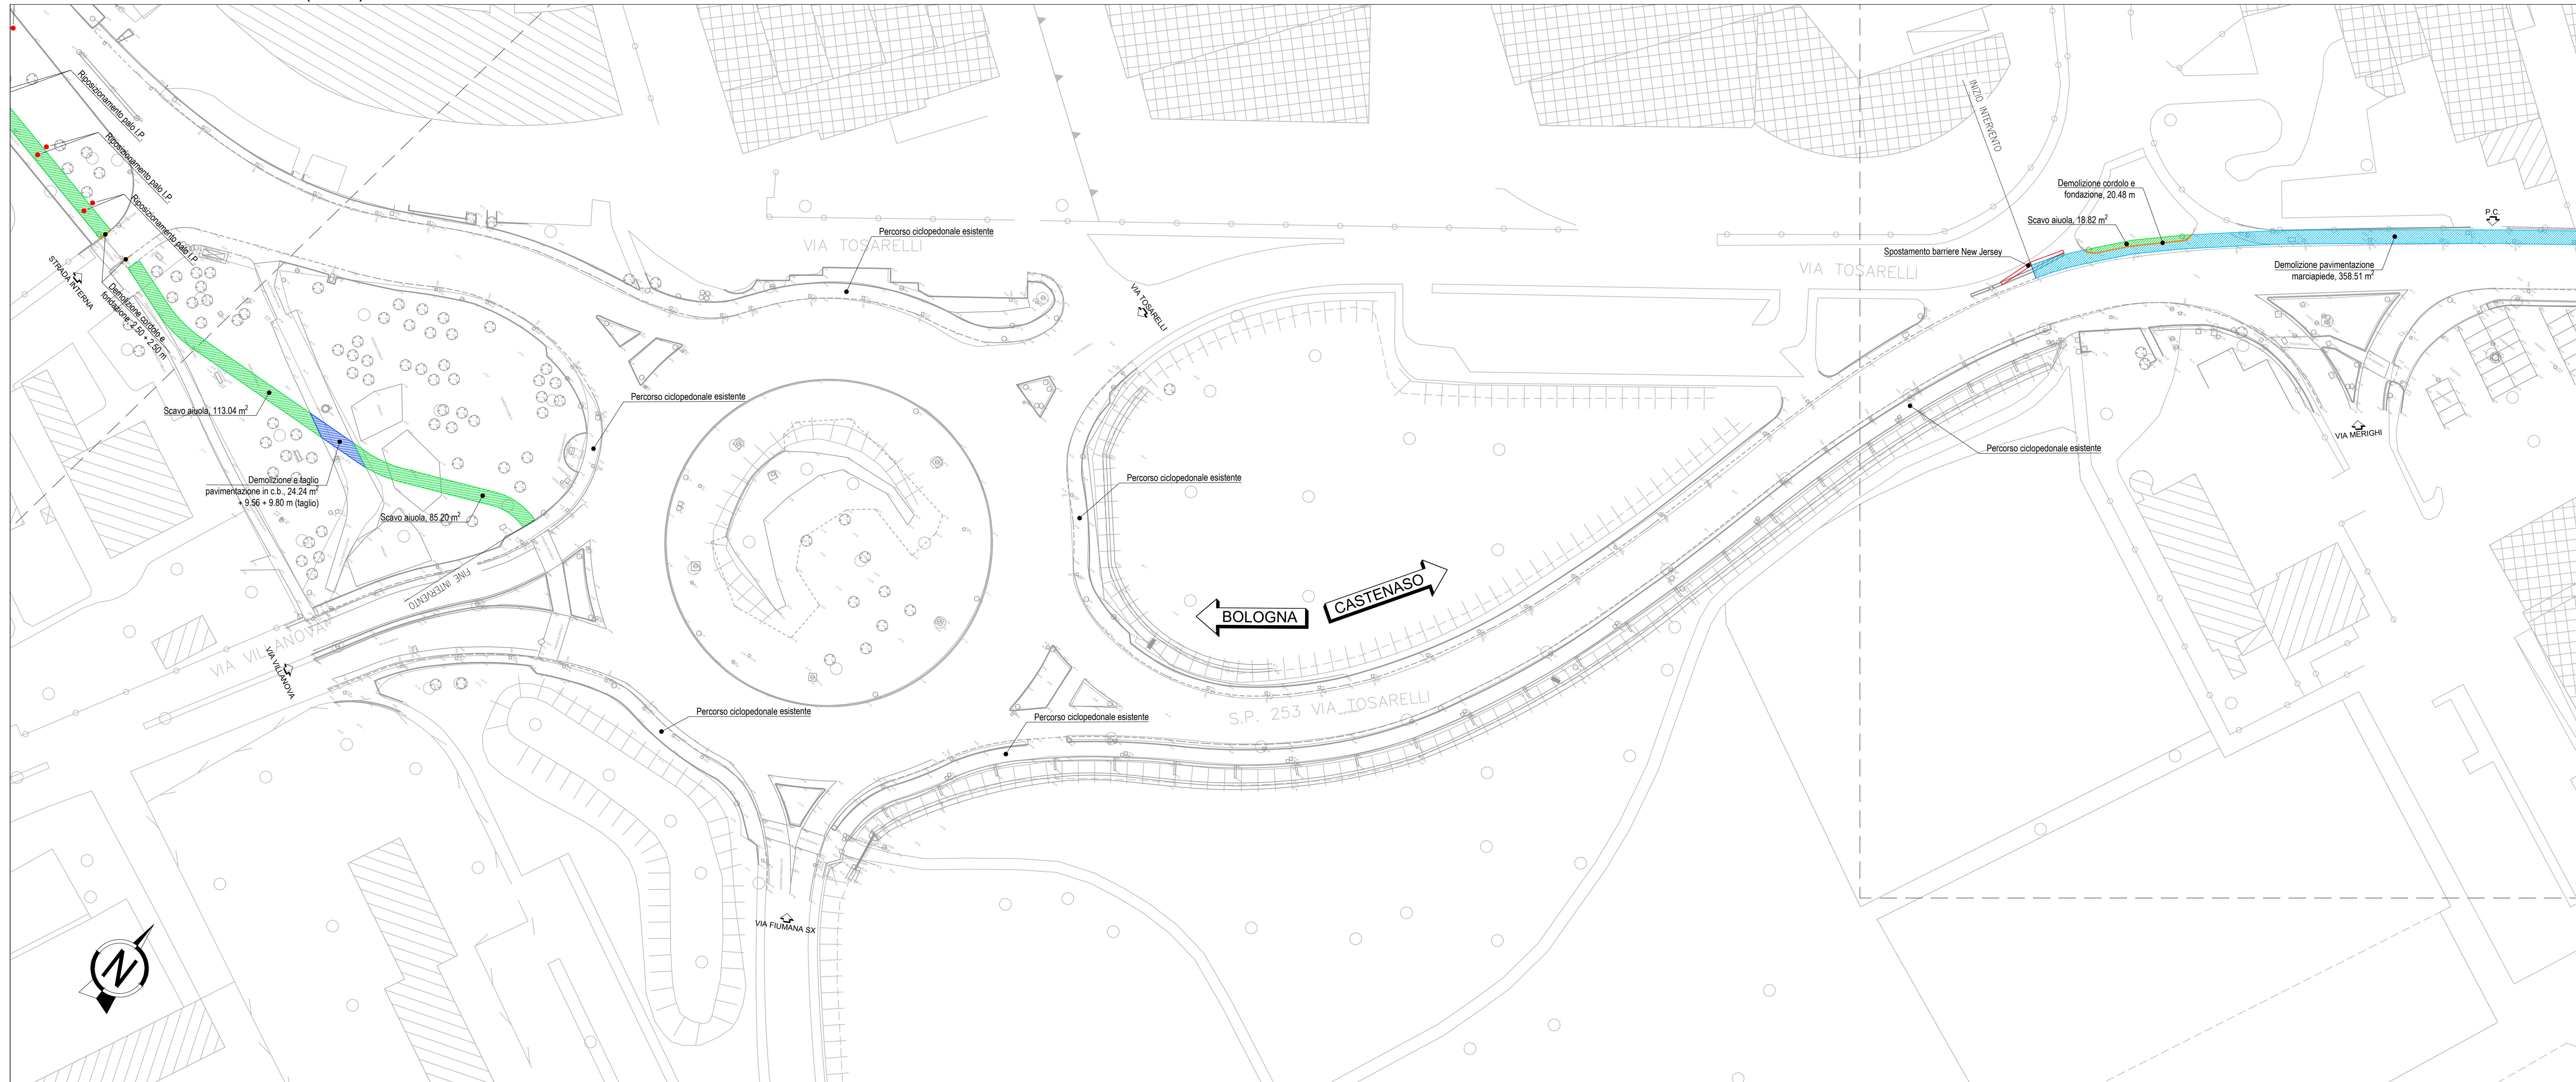 Riposizionamento palo I.P.
Riposizionamento palo I.P.
Riposizionamento palo I.P.
STRADA INTERNA
Demolizione cordolo e
fondazione, 2.50 + 2.50 m
Scavo aiuola, 113.04 m²
Demolizione e taglio
pavimentazione in c.b., 24.24 m²
+ 9.56 + 9.80 m (taglio)
Scavo aiuola, 85.20 m²
FINE INTERVENTO
VIA VILLANOVA
VIA VILLANOVA
VIA TOSARELLI
Percorso ciclopedonale esistente
Percorso ciclopedonale esistente
VIA TOSARELLI
Percorso ciclopedonale esistente
BOLOGNA
CASTENASO
Percorso ciclopedonale esistente
Percorso ciclopedonale esistente
S.P. 253 VIA TOSARELLI
VIA FIUMANA SX
INIZIO INTERVENTO
Demolizione cordolo e
fondazione, 20.48 m
Scavo aiuola, 18.82 m²
Spostamento barriere New Jersey
VIA TOSARELLI
P.C.
Demolizione pavimentazione
marciapiede, 358.51 m²
Percorso ciclopedonale esistente
VIA MERIGHI
N